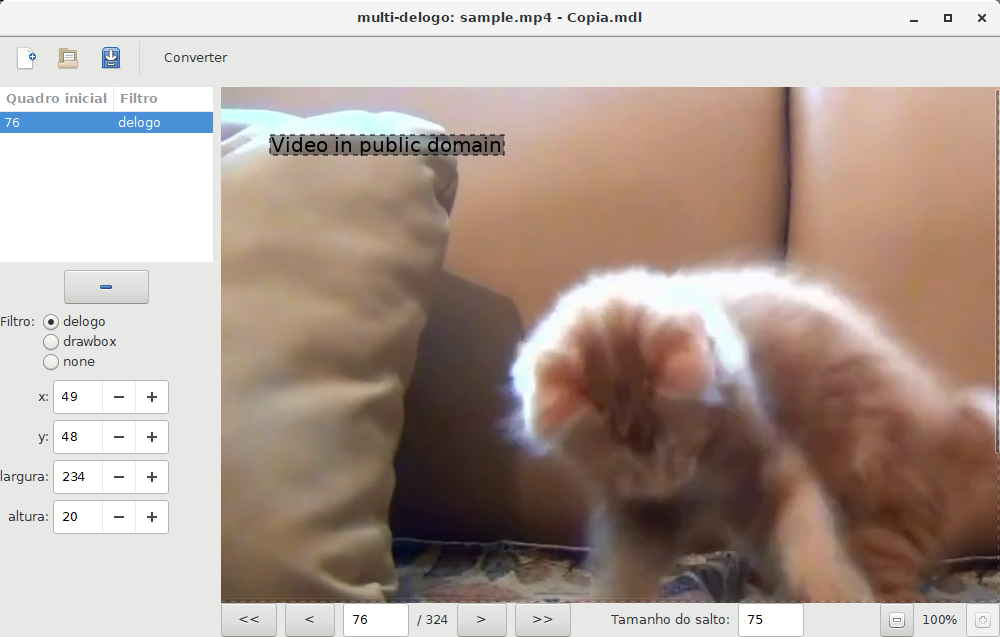 multi-delogo: sample.mp4 - Copia.mdl
Converter
Quadro inicial Filtro
76 delogo
Video in public domain
Filtro: delogo
drawbox
none
x: 49
y: 48
largura: 234
altura: 20
<< < 76 / 324 > >> Tamanho do salto: 75 100%